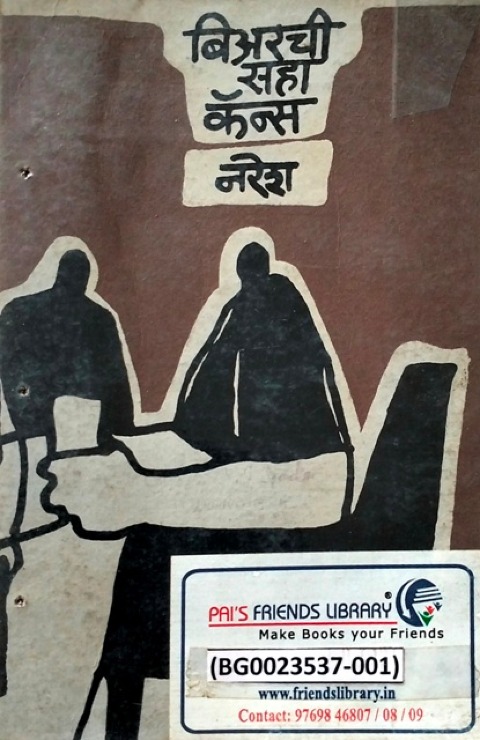 बिअरची
सहा
कॅन्स
नरेश
PAI'S FRIENDS LIBRARY®
Make Books your Friends
(BG0023537-001)
www.friendslibrary.in
Contact: 97698 46807 / 08 / 09